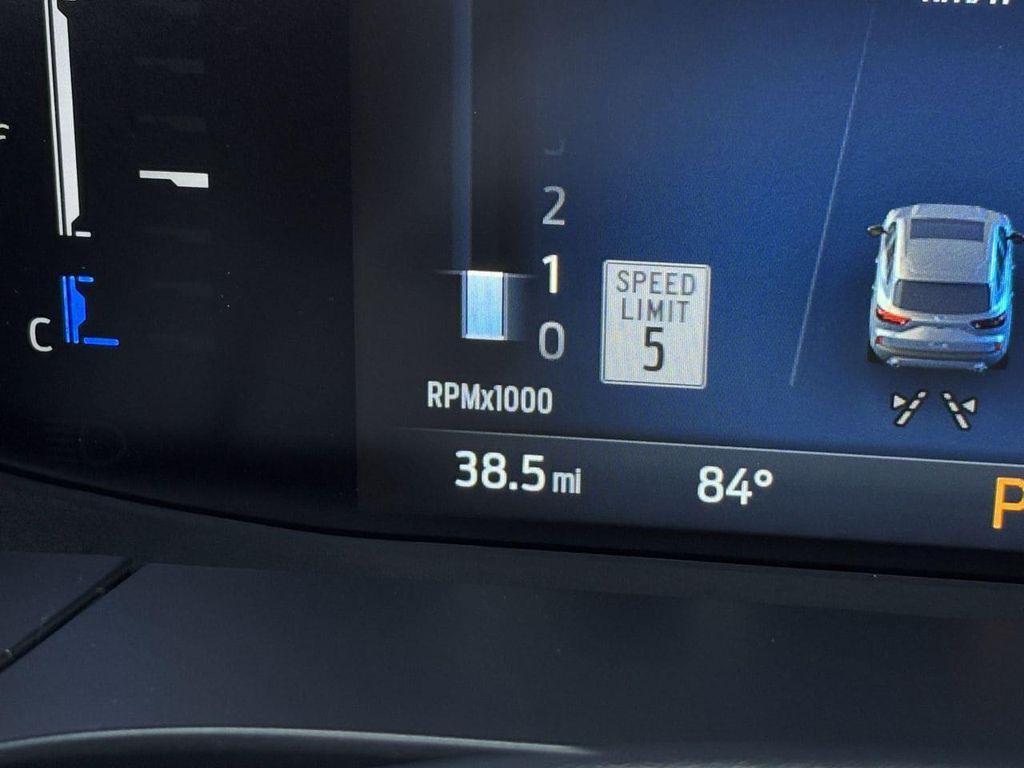 2
1
0
C
SPEED
LIMIT
5
RPMx1000
38.5 mi
84°
P